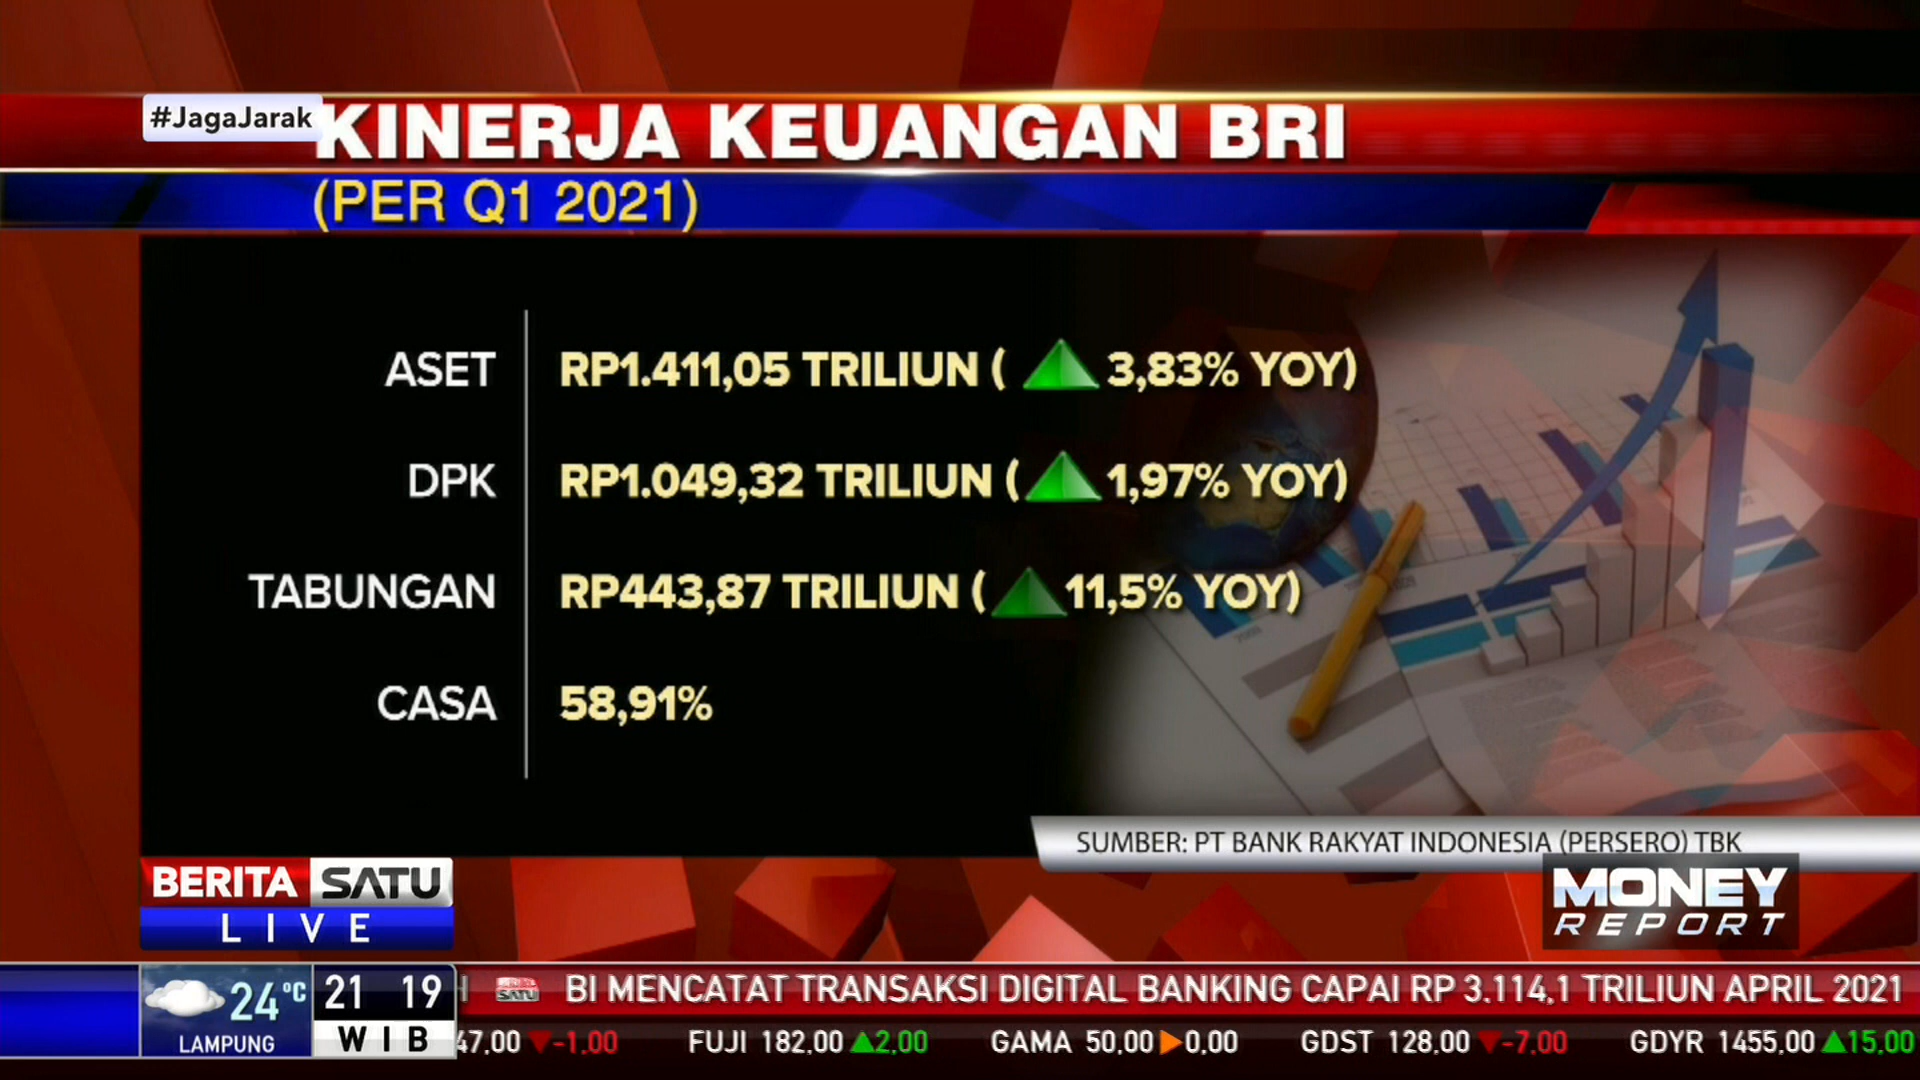 #JagaJarak
KINERJA KEUANGAN BRI
(PER Q1 2021)
ASET RP1.411,05 TRILIUN ( 3,83% YOY)
DPK RP1.049,32 TRILIUN ( 1,97% YOY)
TABUNGAN RP443,87 TRILIUN ( 11,5% YOY)
CASA 58,91%
SUMBER: PT BANK RAKYAT INDONESIA (PERSERO) TBK
BERITA SATU
LIVE
MONEY
REPORT
24°C
LAMPUNG
21 19
WIB
BERITA SATU BI MENCATAT TRANSAKSI DIGITAL BANKING CAPAI RP 3.114,1 TRILIUN APRIL 2021
47,00 -1,00 FUJI 182,00 2,00 GAMA 50,00 0,00 GDST 128,00 -7,00 GDYR 1455,00 15,00